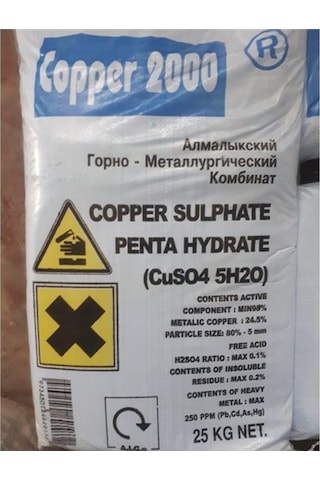 Copper 2000
®
Алмалыкский
Горно - Металлургический
Комбинат
COPPER SULPHATE
PENTA HYDRATE
(CuSO4 5H2O)
CONTENTS ACTIVE
COMPONENT : MIN98%
METALIC COPPER : 24.5%
PARTICLE SIZE: 80% - 5 mm
FREE ACID
H2SO4 RATIO : MAX 0.1%
CONTENTS OF INSOLUBLE
RESIDUE : MAX 0.2%
CONTENTS OF HEAVY
METAL : MAX
250 PPM (Pb,Cd,As,Hg)
25 KG NET.